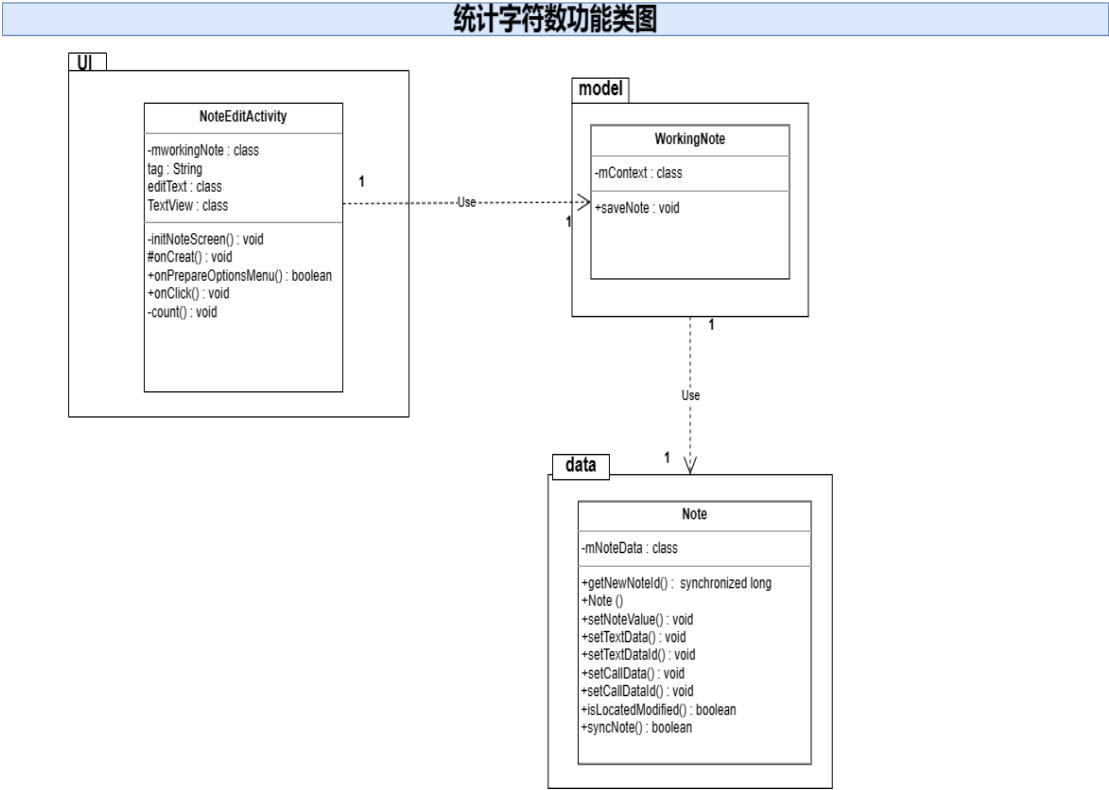 统计字符数功能类图
UI
NoteEditActivity
-mworkingNote : class
tag : String
editText : class
TextView : class
-initNoteScreen() : void
#onCreat() : void
+onPrepareOptionsMenu() : boolean
+onClick() : void
-count() : void
1
Use
1
model
WorkingNote
-mContext : class
+saveNote : void
1
Use
1
data
Note
-mNoteData : class
+getNewNoteId() :  synchronized long
+Note ()
+setNoteValue() : void
+setTextData() : void
+setTextDataId() : void
+setCallData() : void
+setCallDataId() : void
+isLocatedModified() : boolean
+syncNote() : boolean